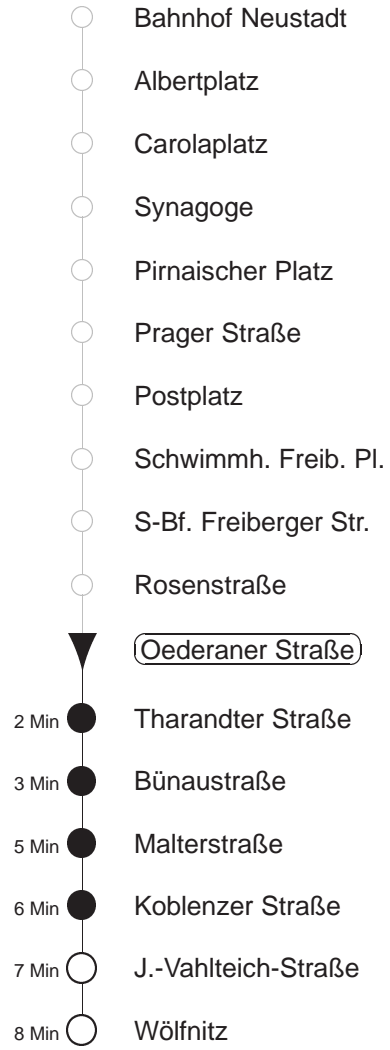 Bahnhof Neustadt
Albertplatz
Carolaplatz
Synagoge
Pirnaischer Platz
Prager Straße
Postplatz
Schwimmh. Freib. Pl.
S-Bf. Freiberger Str.
Rosenstraße
Oederaner Straße
2 Min Tharandter Straße
3 Min Bünaustraße
5 Min Malterstraße
6 Min Koblenzer Straße
7 Min J.-Vahlteich-Straße
8 Min Wölfnitz